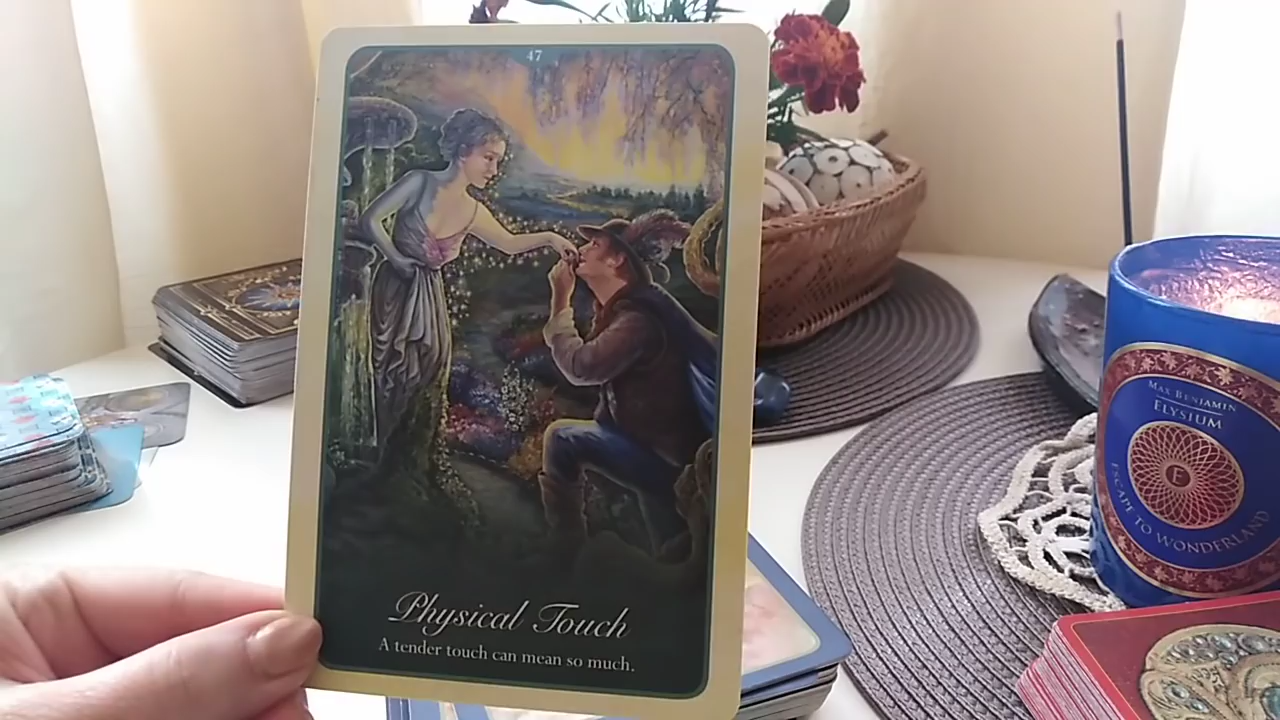 47
Physical Touch
A tender touch can mean so much.
MAX BENJAMIN
ELYSIUM
E
ESCAPE TO WONDERLAND